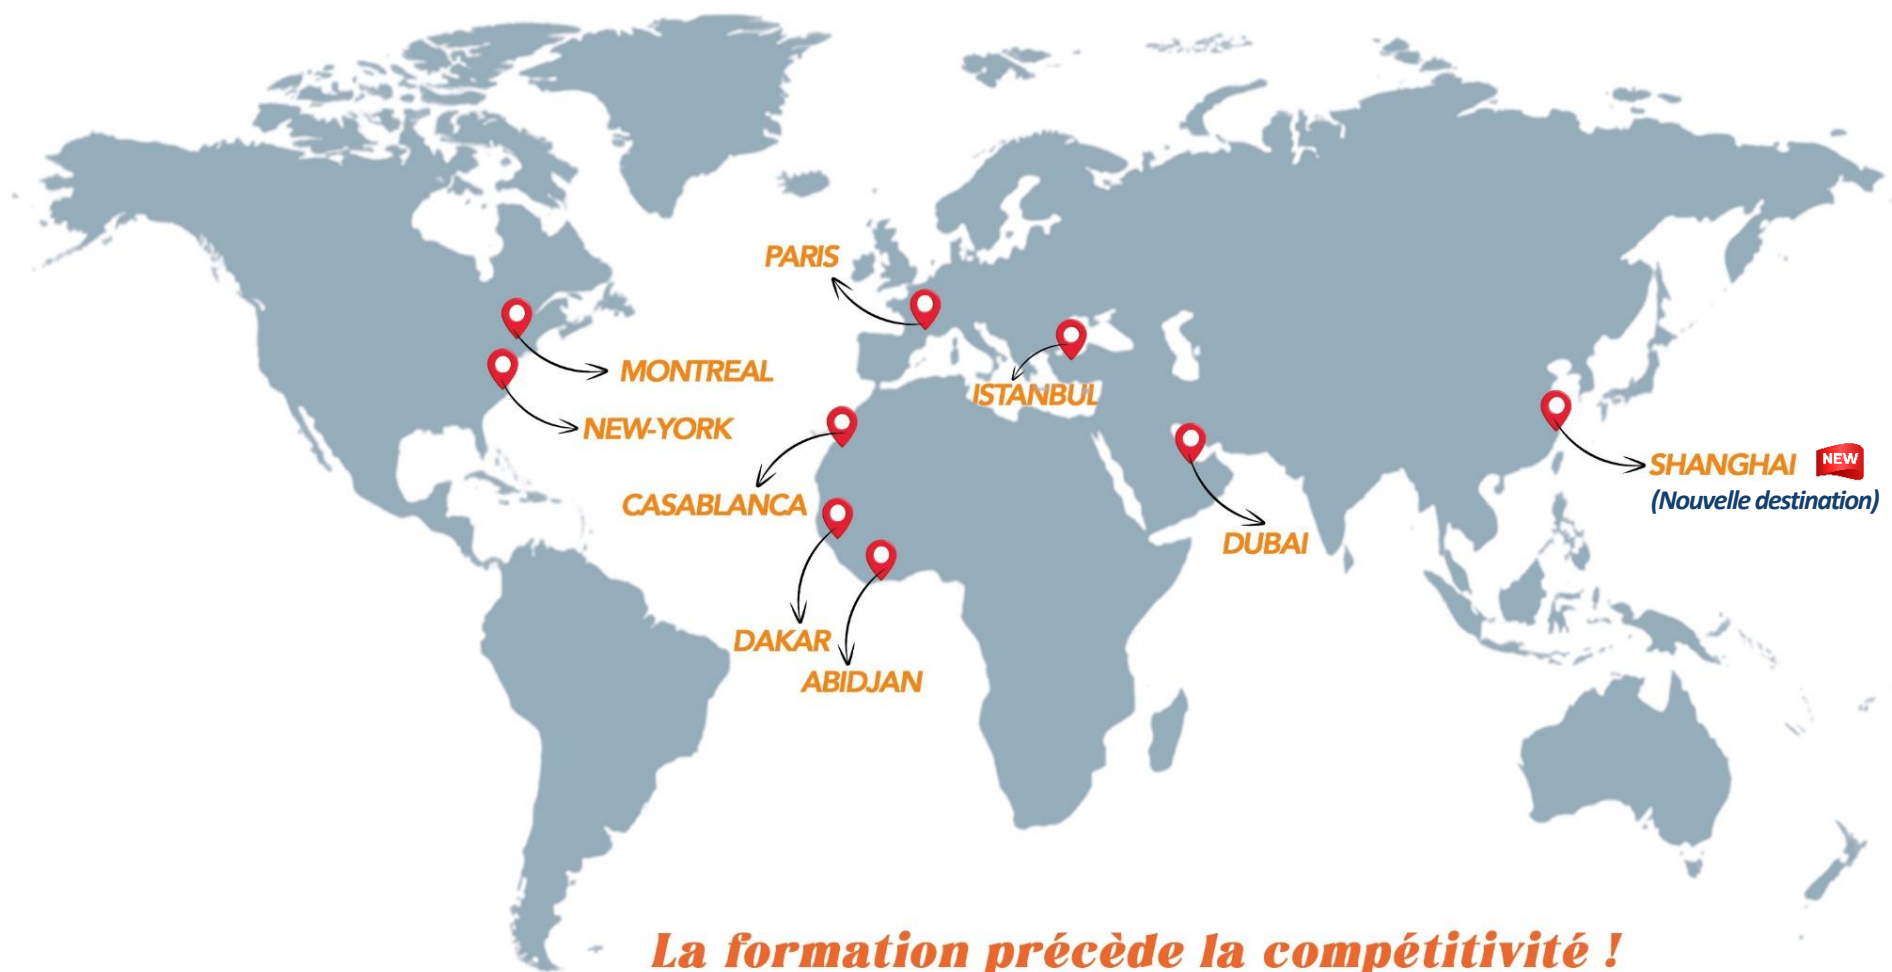 PARIS
MONTREAL
ISTANBUL
NEW-YORK
SHANGHAI NEW
(Nouvelle destination)
CASABLANCA
DUBAI
DAKAR
ABIDJAN
La formation précède la compétitivité !